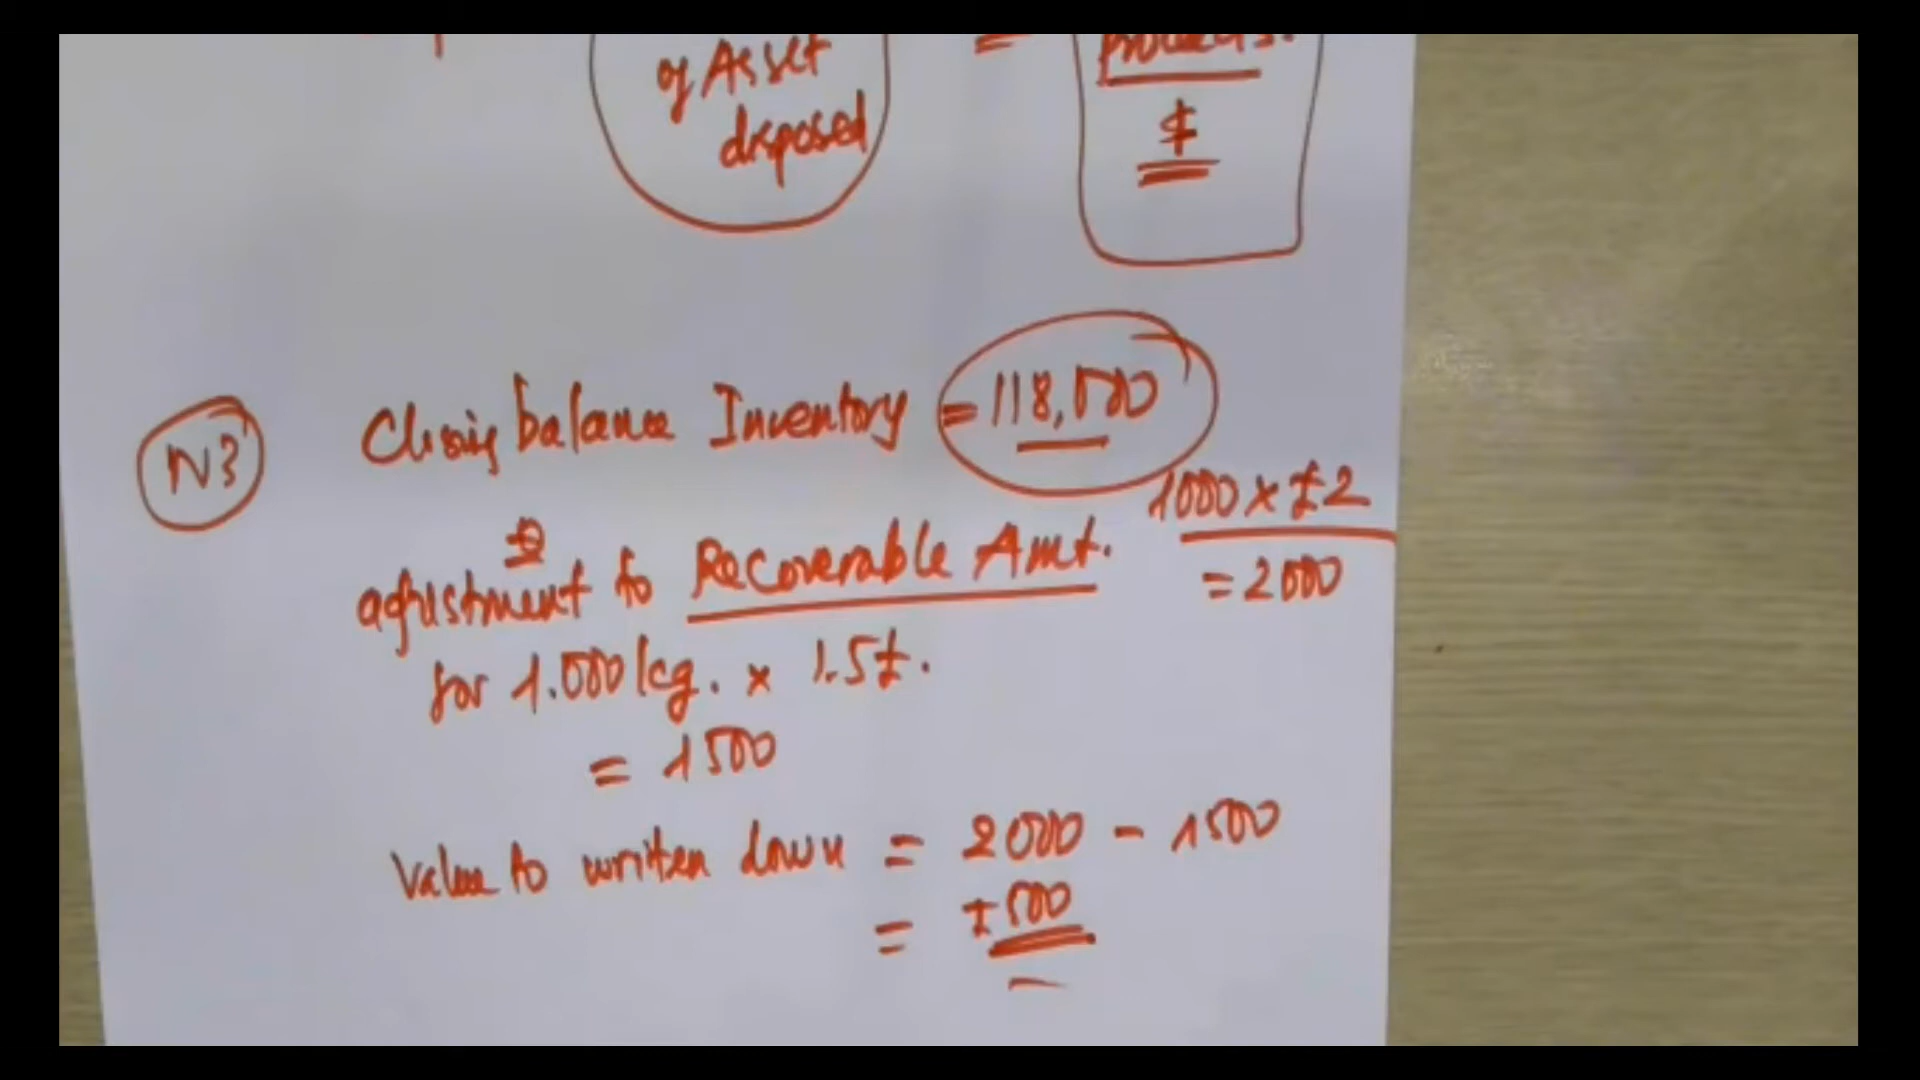 of Asset
disposed
£
N3
Closing balance Inventory = 118,000
1000 x £2
= 2000
adjustment to Recoverable Amt.
for 1.000 kg. x 1.5£.
= 1500
Value to written down = 2000 - 1500
= £500